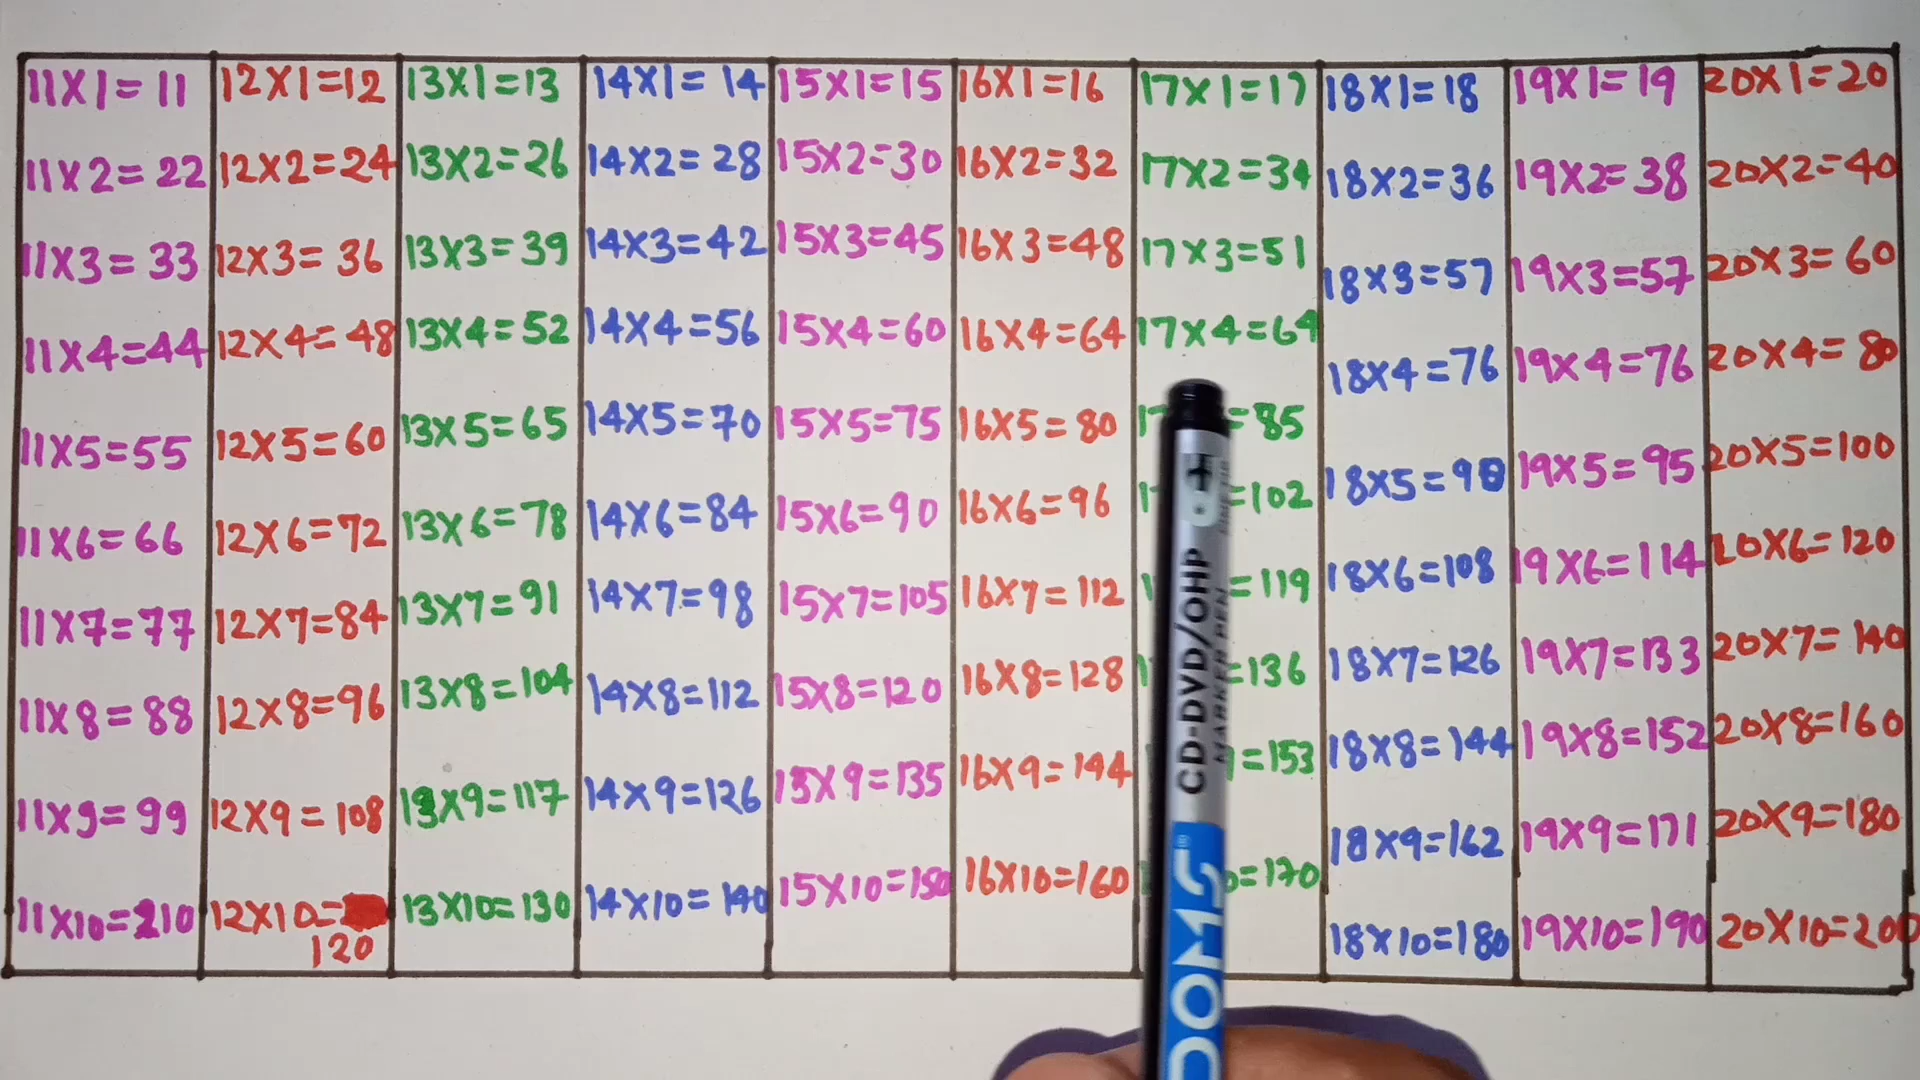 11X1=11
11X2=22
11X3=33
11X4=44
11X5=55
11X6=66
11X7=77
11X8=88
11X9=99
11X10=210
12X1=12
12X2=24
12X3=36
12X4=48
12X5=60
12X6=72
12X7=84
12X8=96
12X9=108
12X10=
120
13X1=13
13X2=26
13X3=39
13X4=52
13X5=65
13X6=78
13X7=91
13X8=104
13X9=117
13X10=130
14X1=14
14X2=28
14X3=42
14X4=56
14X5=70
14X6=84
14X7=98
14X8=112
14X9=126
14X10=140
15X1=15
15X2=30
15X3=45
15X4=60
15X5=75
15X6=90
15X7=105
15X8=120
15X9=135
15X10=150
16X1=16
16X2=32
16X3=48
16X4=64
16X5=80
16X6=96
16X7=112
16X8=128
16X9=144
16X10=160
17X1=17
17X2=34
17X3=51
17X4=64
=85
=102
=119
=136
=153
=170
18X1=18
18X2=36
18X3=57
18X4=76
18X5=90
18X6=108
18X7=126
18X8=144
18X9=162
18X10=180
19X1=19
19X2=38
19X3=57
19X4=76
19X5=95
19X6=114
19X7=133
19X8=152
19X9=171
19X10=190
20X1=20
20X2=40
20X3=60
20X4=80
20X5=100
20X6=120
20X7=140
20X8=160
20X9=180
20X10=200
CD-DVD/OHP
MARKER PEN
DOMS